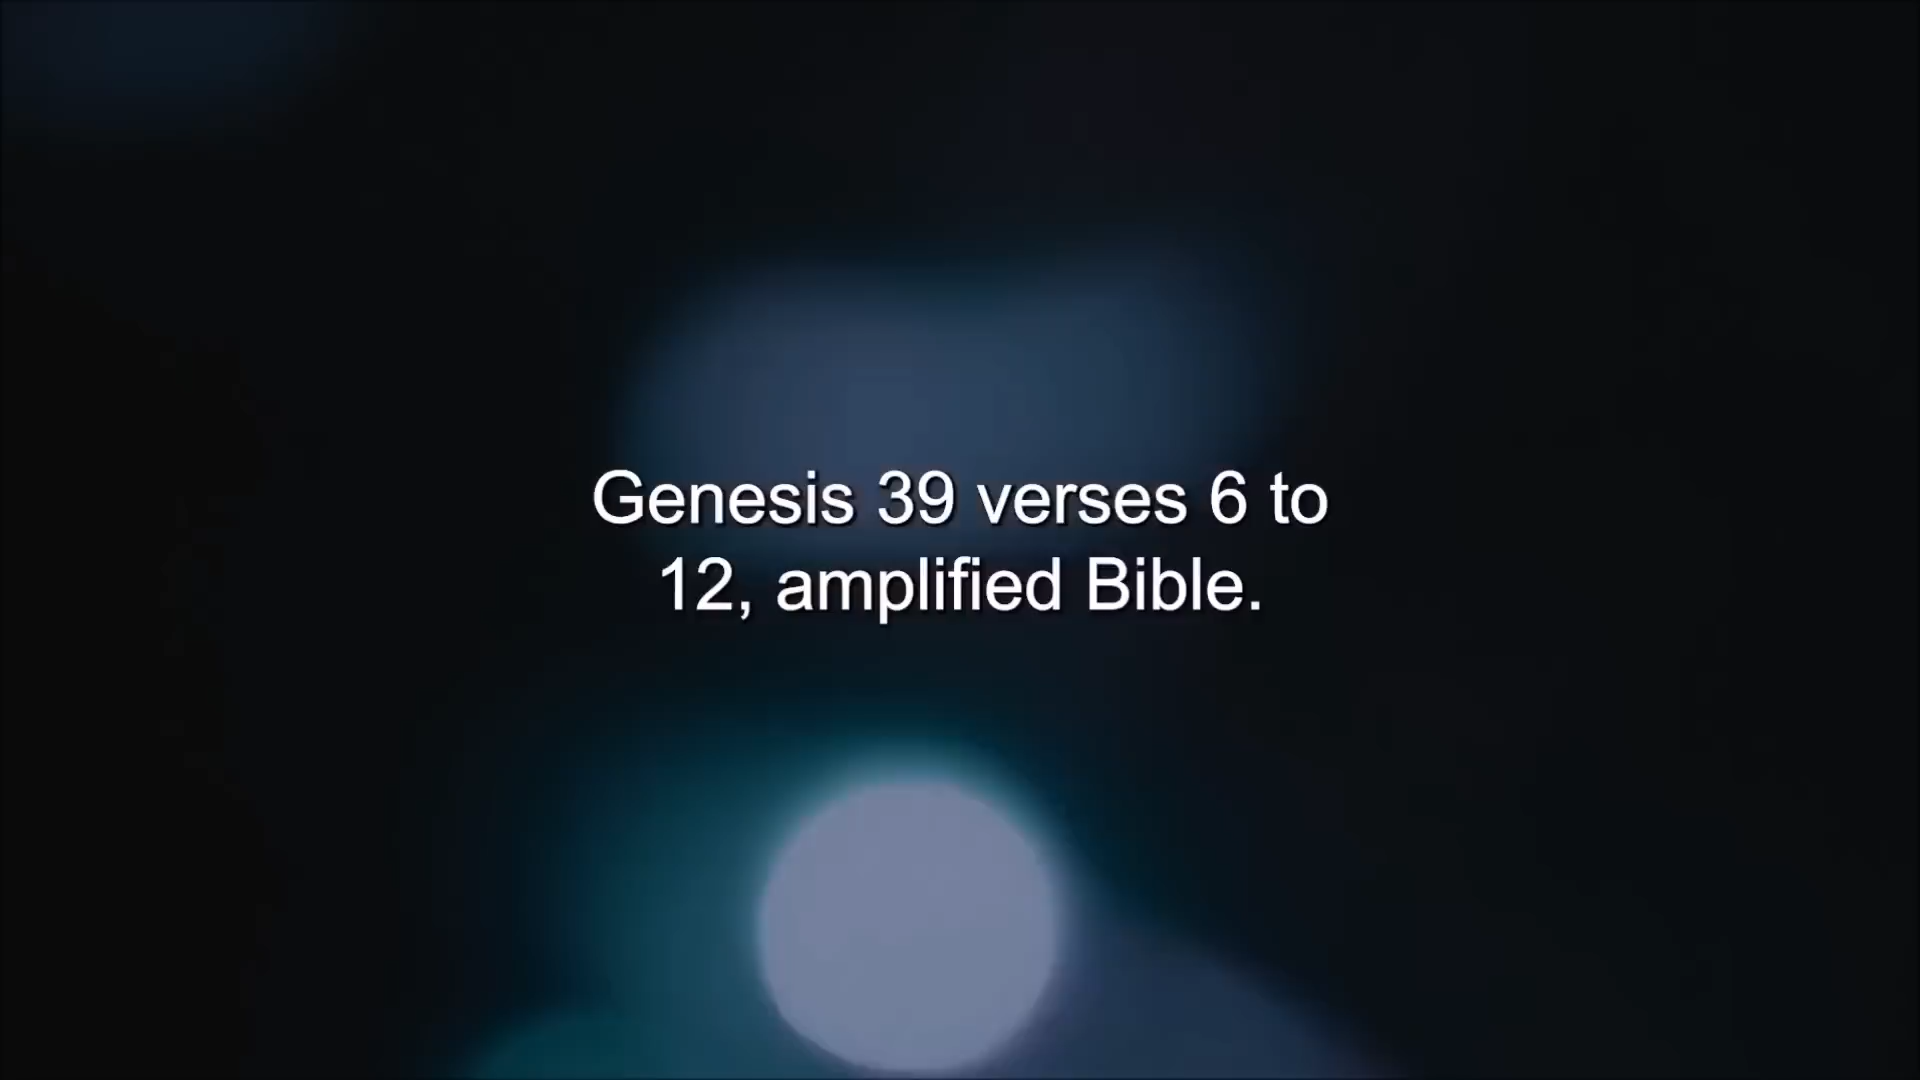 Genesis 39 verses 6 to
12, amplified Bible.